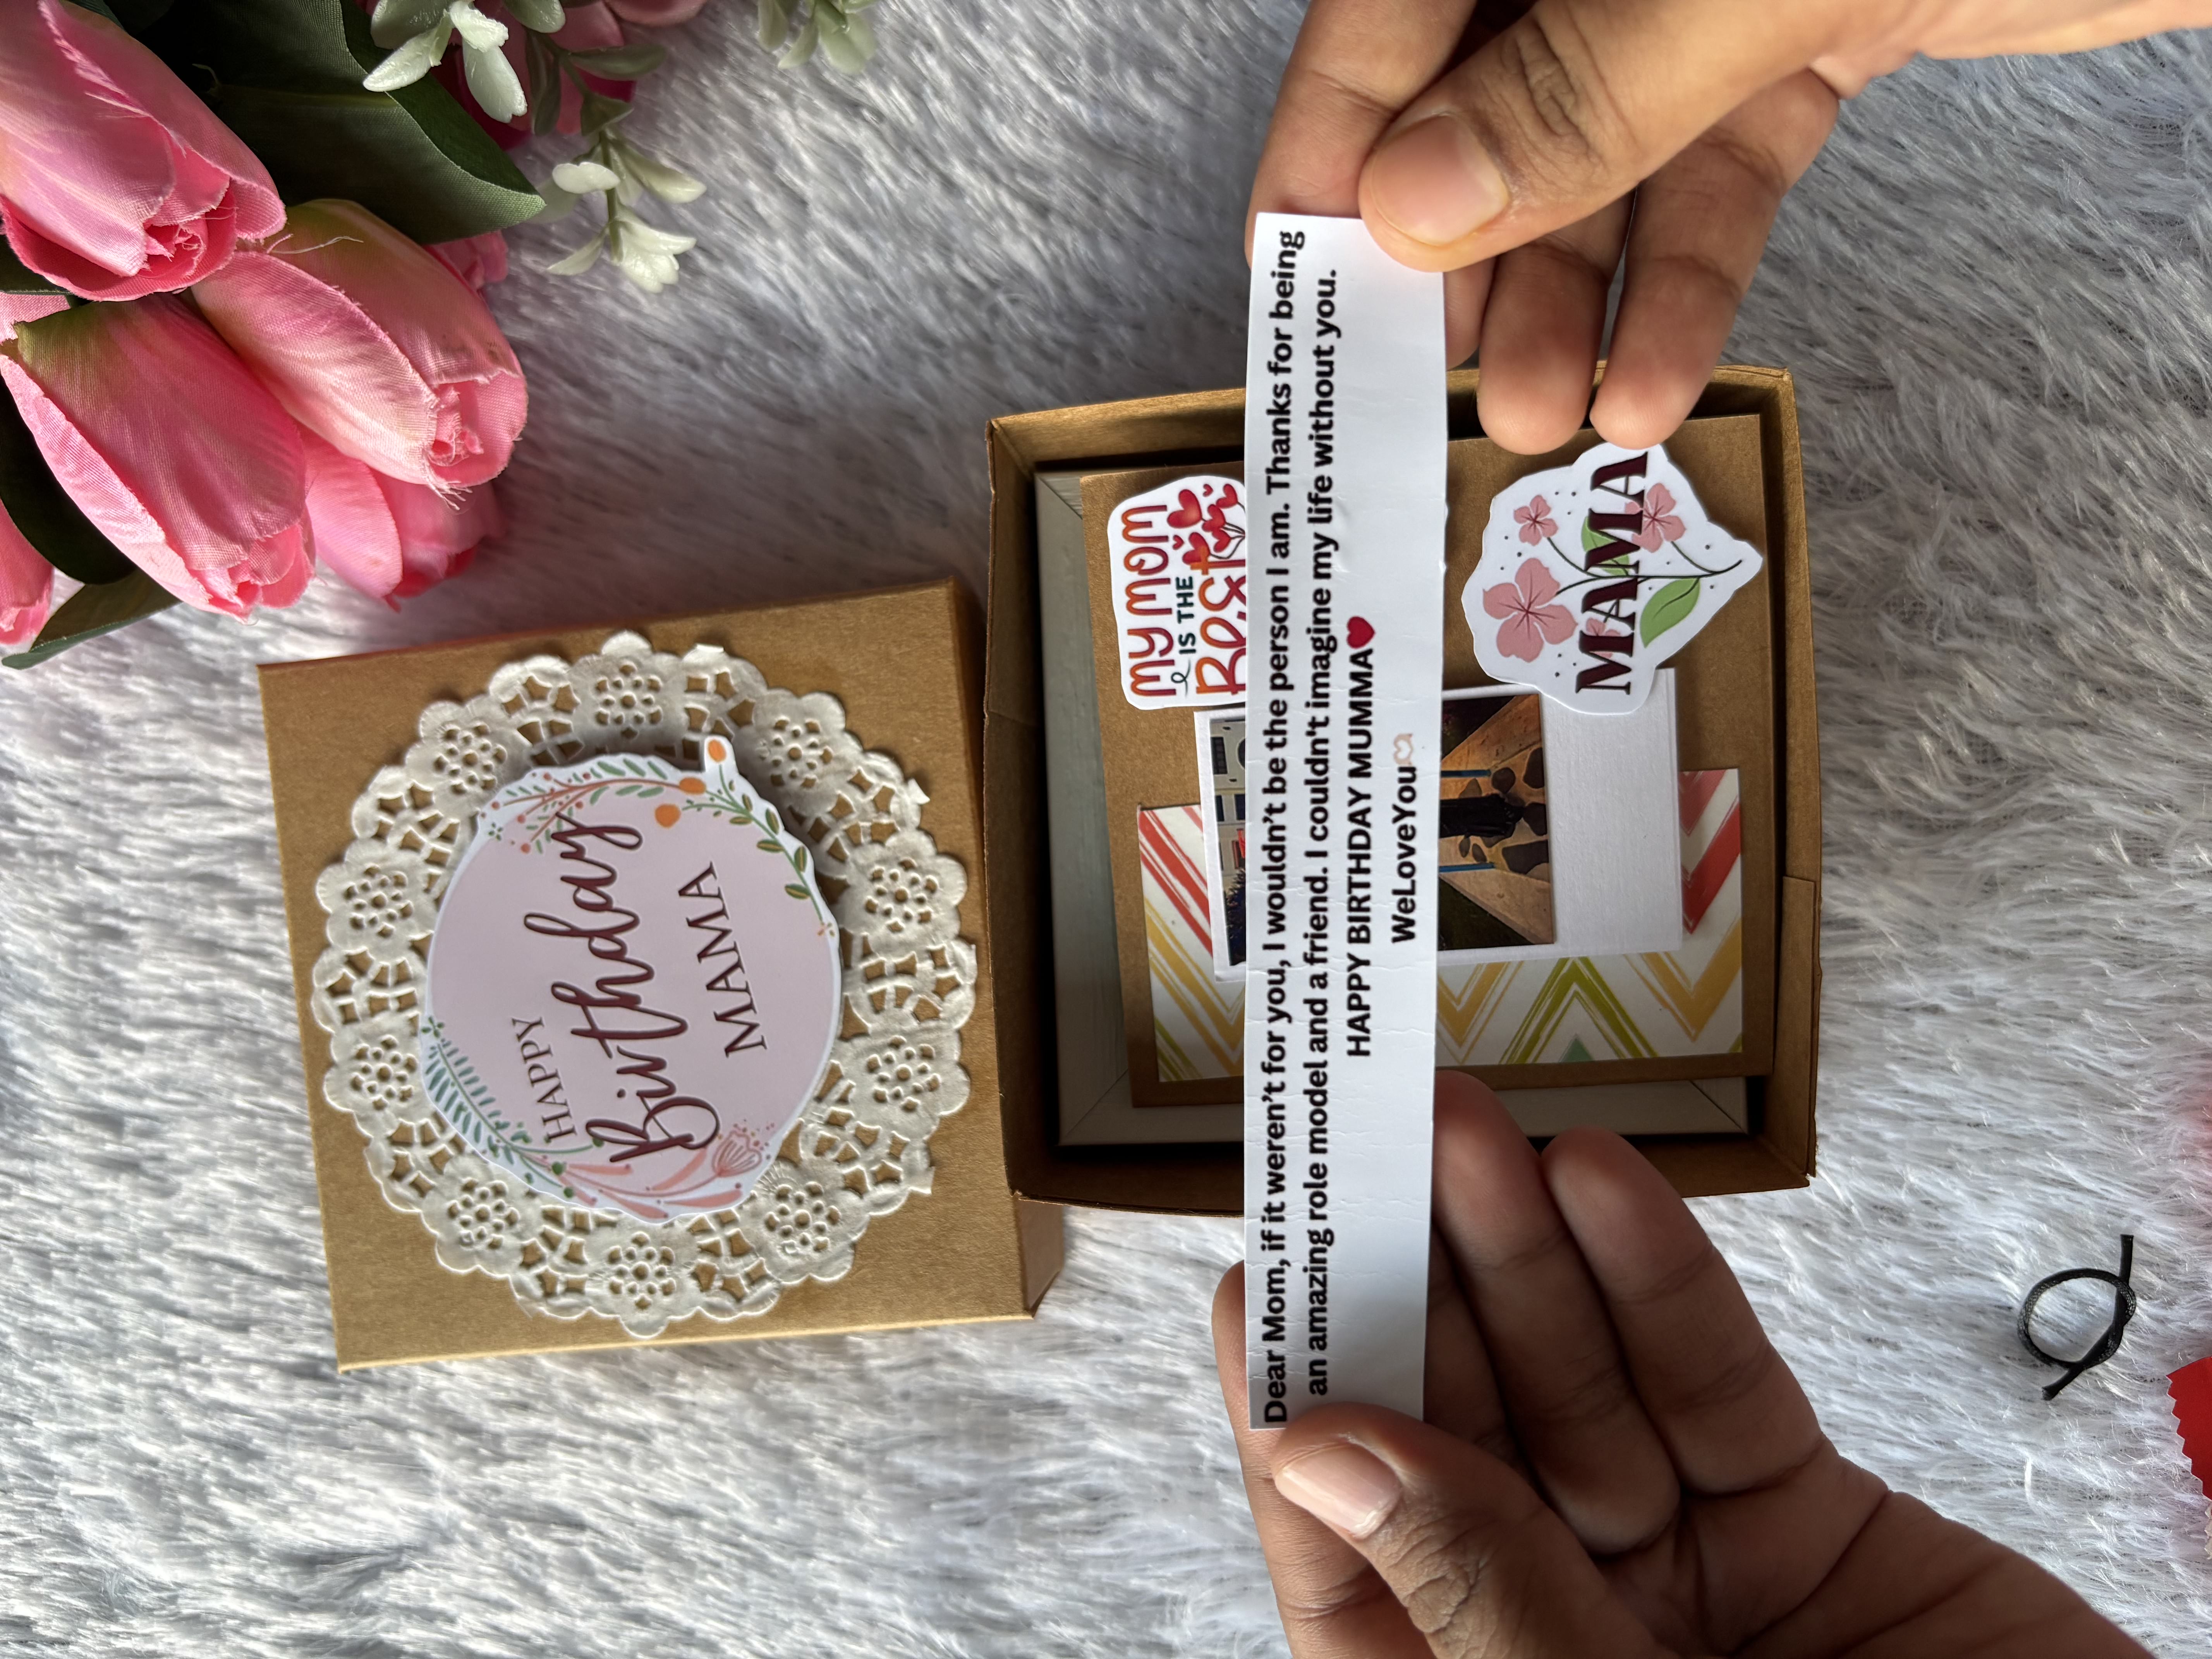 HAPPY
Birthday
MAMA
MY MOM
IS THE
Best
Dear Mom, if it weren’t for you, I wouldn’t be the person I am. Thanks for being
an amazing role model and a friend. I couldn't imagine my life without you.
HAPPY BIRTHDAY MUMMA❤️
WeLoveYou🫶🏻
MAMA